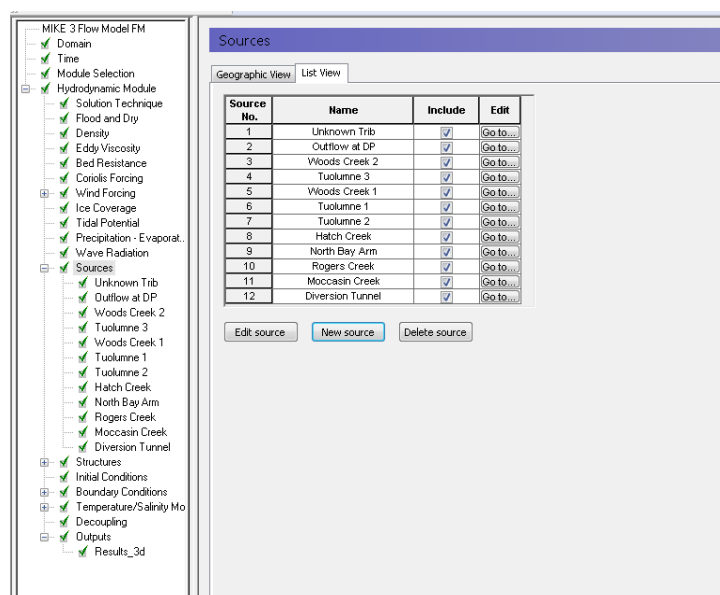 MIKE 3 Flow Model FM
Domain
Time
Module Selection
Hydrodynamic Module
Solution Technique
Flood and Dry
Density
Eddy Viscosity
Bed Resistance
Coriolis Forcing
Wind Forcing
Ice Coverage
Tidal Potential
Precipitation - Evaporat..
Wave Radiation
Sources
Unknown Trib
Outflow at DP
Woods Creek 2
Tuolumne 3
Woods Creek 1
Tuolumne 1
Tuolumne 2
Hatch Creek
North Bay Arm
Rogers Creek
Moccasin Creek
Diversion Tunnel
Structures
Initial Conditions
Boundary Conditions
Temperature/Salinity Mo
Decoupling
Outputs
Results_3d
Sources
Geographic View List View
Source No. Name Include Edit
1 Unknown Trib Go to...
2 Outflow at DP Go to...
3 Woods Creek 2 Go to...
4 Tuolumne 3 Go to...
5 Woods Creek 1 Go to...
6 Tuolumne 1 Go to...
7 Tuolumne 2 Go to...
8 Hatch Creek Go to...
9 North Bay Arm Go to...
10 Rogers Creek Go to...
11 Moccasin Creek Go to...
12 Diversion Tunnel Go to...
Edit source New source Delete source